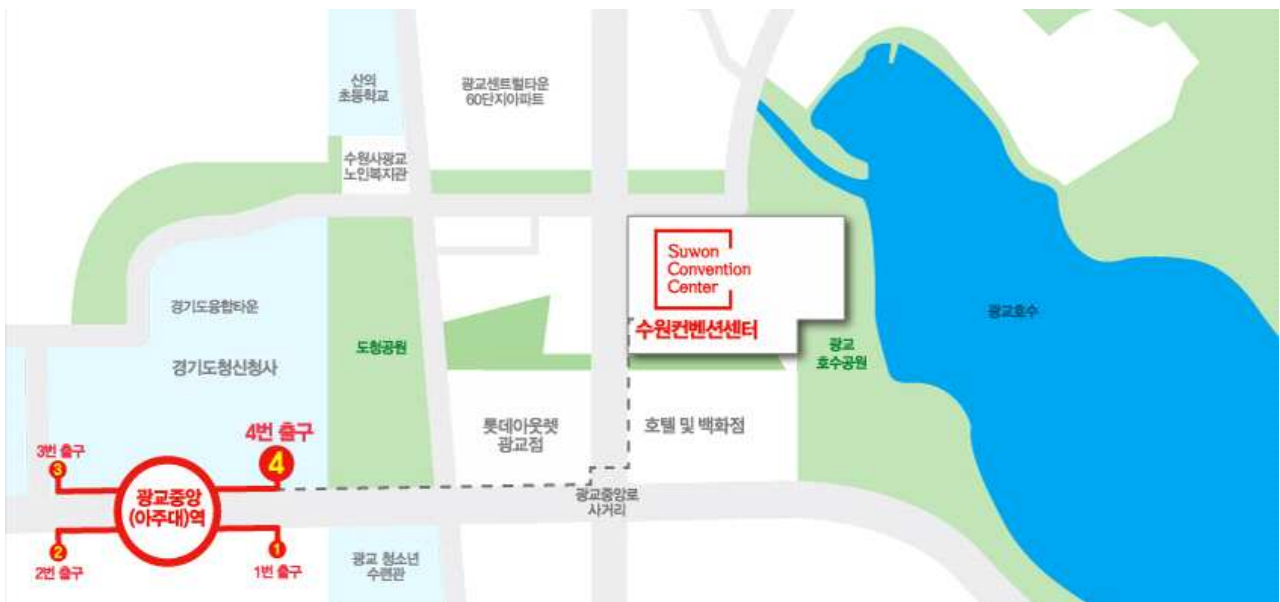 산의
초등학교
광교센트럴타운
60단지아파트
수원시광교
노인복지관
Suwon
Convention
Center
수원컨벤션센터
경기도융합타운
경기도청신청사
도청공원
광교호수
광교
호수공원
롯데아웃렛
광교점
호텔 및 백화점
4번 출구
4
3번 출구
3
광교중앙
(아주대)역
광교중앙로
사거리
2
2번 출구
1
1번 출구
광교 청소년
수련관